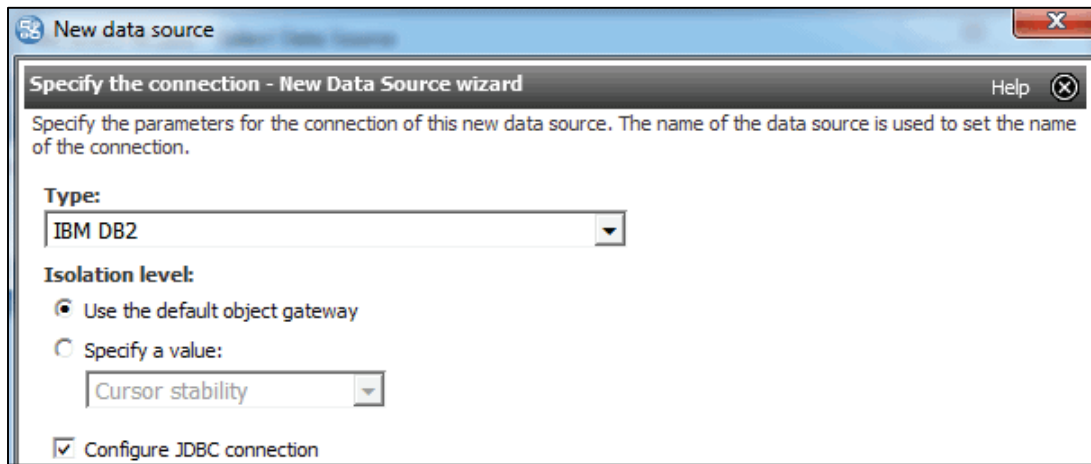 New data source
Specify the connection - New Data Source wizard Help
Specify the parameters for the connection of this new data source. The name of the data source is used to set the name
of the connection.
Type:
IBM DB2
Isolation level:
Use the default object gateway
Specify a value:
Cursor stability
Configure JDBC connection